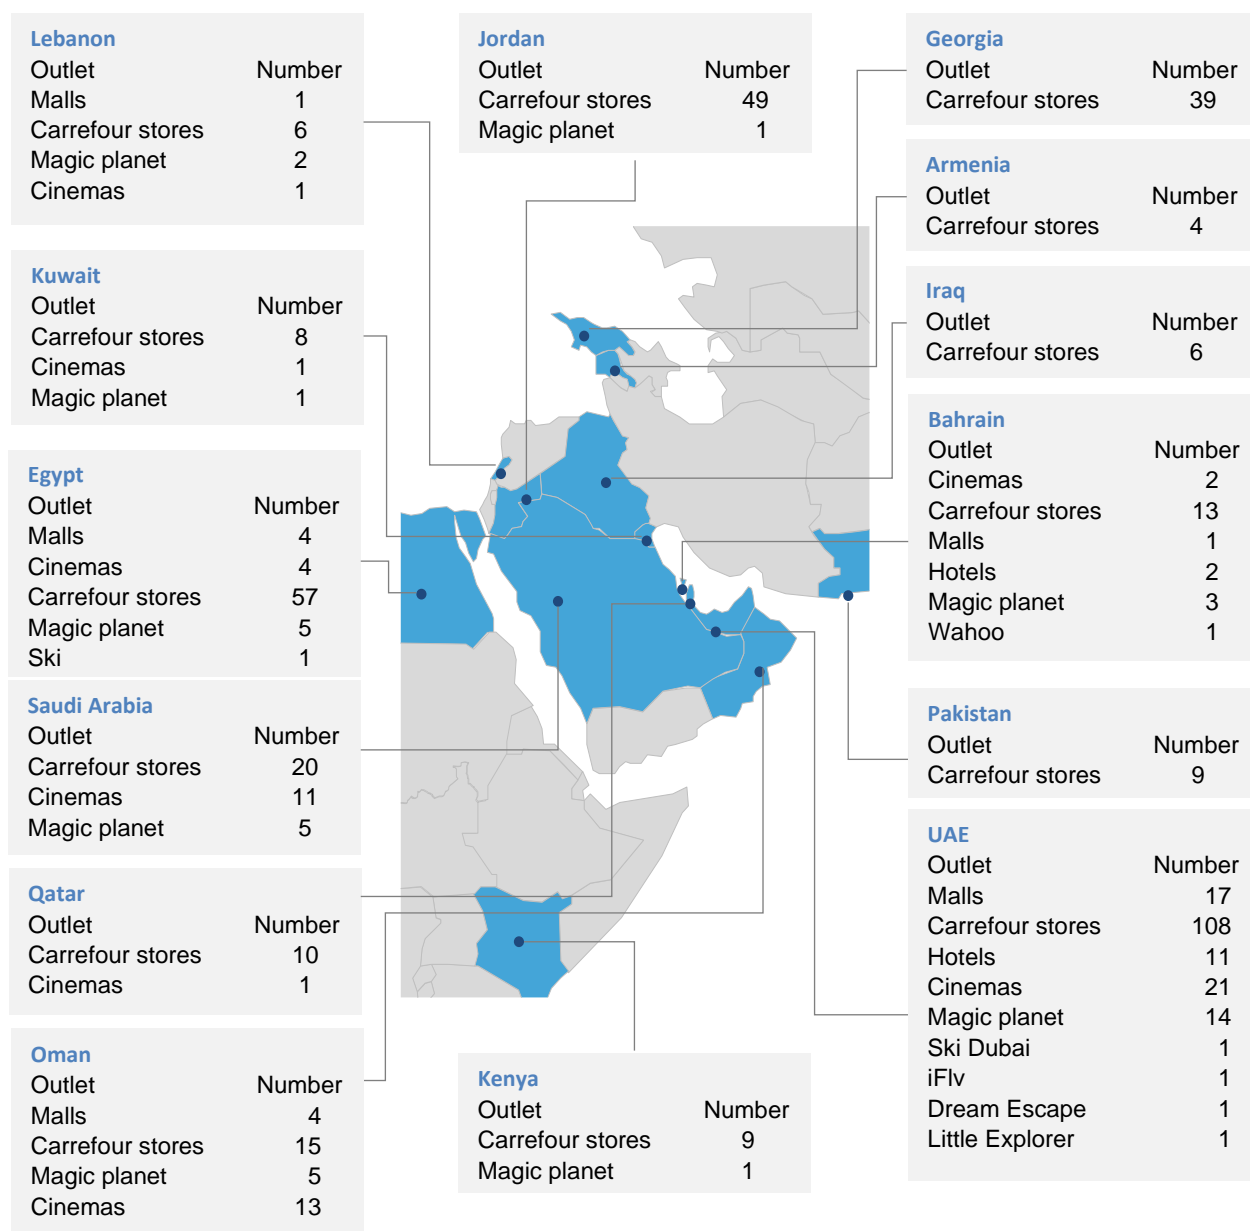 Lebanon
Outlet Number
Malls 1
Carrefour stores 6
Magic planet 2
Cinemas 1
Kuwait
Outlet Number
Carrefour stores 8
Cinemas 1
Magic planet 1
Egypt
Outlet Number
Malls 4
Cinemas 4
Carrefour stores 57
Magic planet 5
Ski 1
Saudi Arabia
Outlet Number
Carrefour stores 20
Cinemas 11
Magic planet 5
Qatar
Outlet Number
Carrefour stores 10
Cinemas 1
Oman
Outlet Number
Malls 4
Carrefour stores 15
Magic planet 5
Cinemas 13
Jordan
Outlet Number
Carrefour stores 49
Magic planet 1
Kenya
Outlet Number
Carrefour stores 9
Magic planet 1
Georgia
Outlet Number
Carrefour stores 39
Armenia
Outlet Number
Carrefour stores 4
Iraq
Outlet Number
Carrefour stores 6
Bahrain
Outlet Number
Cinemas 2
Carrefour stores 13
Malls 1
Hotels 2
Magic planet 3
Wahoo 1
Pakistan
Outlet Number
Carrefour stores 9
UAE
Outlet Number
Malls 17
Carrefour stores 108
Hotels 11
Cinemas 21
Magic planet 14
Ski Dubai 1
iFlv 1
Dream Escape 1
Little Explorer 1